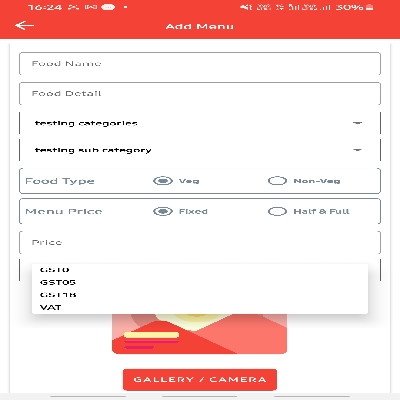 16:24
30%
Add Menu
Food Name
Food Detail
testing categories
testing sub category
Food Type Veg Non-Veg
Menu Price Fixed Half & Full
Price
GST0
GST05
GST18
VAT
GALLERY / CAMERA